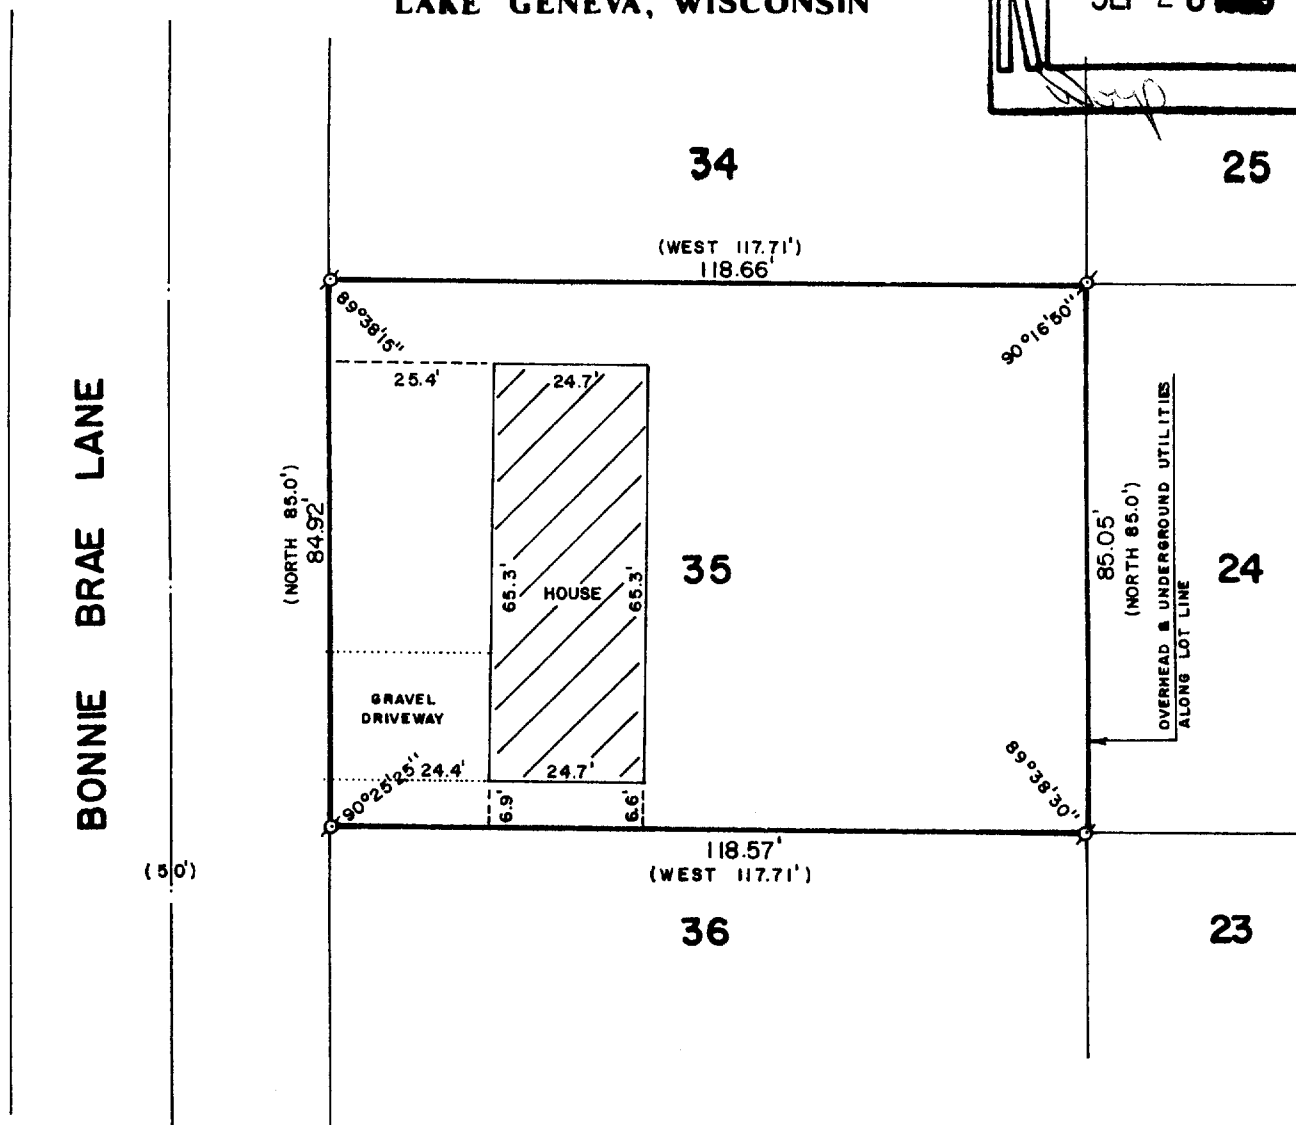 LAKE GENEVA, WISCONSIN
34
25
(WEST 117.71')
118.66'
89°38'15"
90°16'50"
25.4'
24.7'
BONNIE BRAE LANE
(NORTH 85.0')
84.92'
65.3'
HOUSE
65.3'
35
85.05'
(NORTH 85.0')
OVERHEAD & UNDERGROUND UTILITIES
ALONG LOT LINE
24
GRAVEL
DRIVEWAY
90°25'25"
24.4'
24.7'
6.9'
6.6'
89°38'30"
118.57'
(WEST 117.71')
(50')
36
23